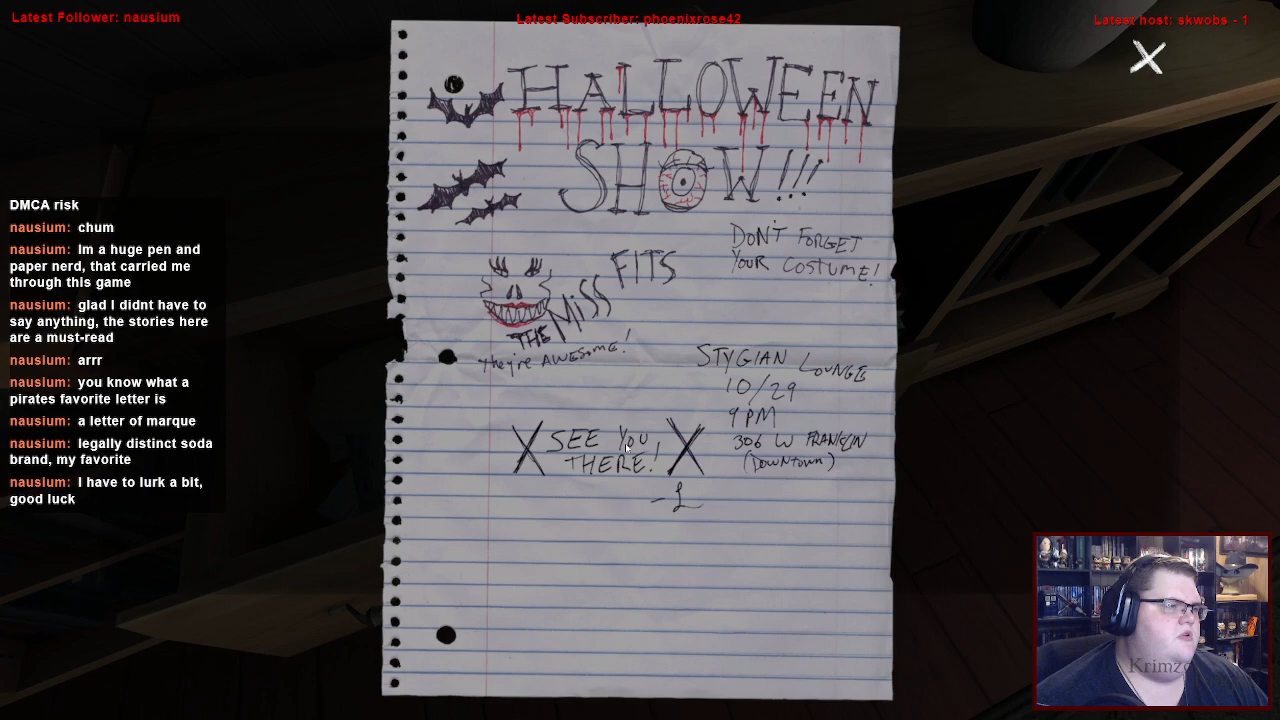 Latest Follower: nausium
Latest Subscriber: phoenixrose42
Latest host: skwobs - 1
HALLOWEEN
SHOW!!!
DON'T FORGET
YOUR COSTUME!
THE MISS FITS
they're AWESOME!
STYGIAN LOUNGE
10/29
9PM
306 W FRANKLIN
(DOWNTOWN)
X SEE YOU X
THERE!
-L
DMCA risk
nausium: chum
nausium: Im a huge pen and
paper nerd, that carried me
through this game
nausium: glad I didnt have to
say anything, the stories here
are a must-read
nausium: arrr
nausium: you know what a
pirates favorite letter is
nausium: a letter of marque
nausium: legally distinct soda
brand, my favorite
nausium: I have to lurk a bit,
good luck